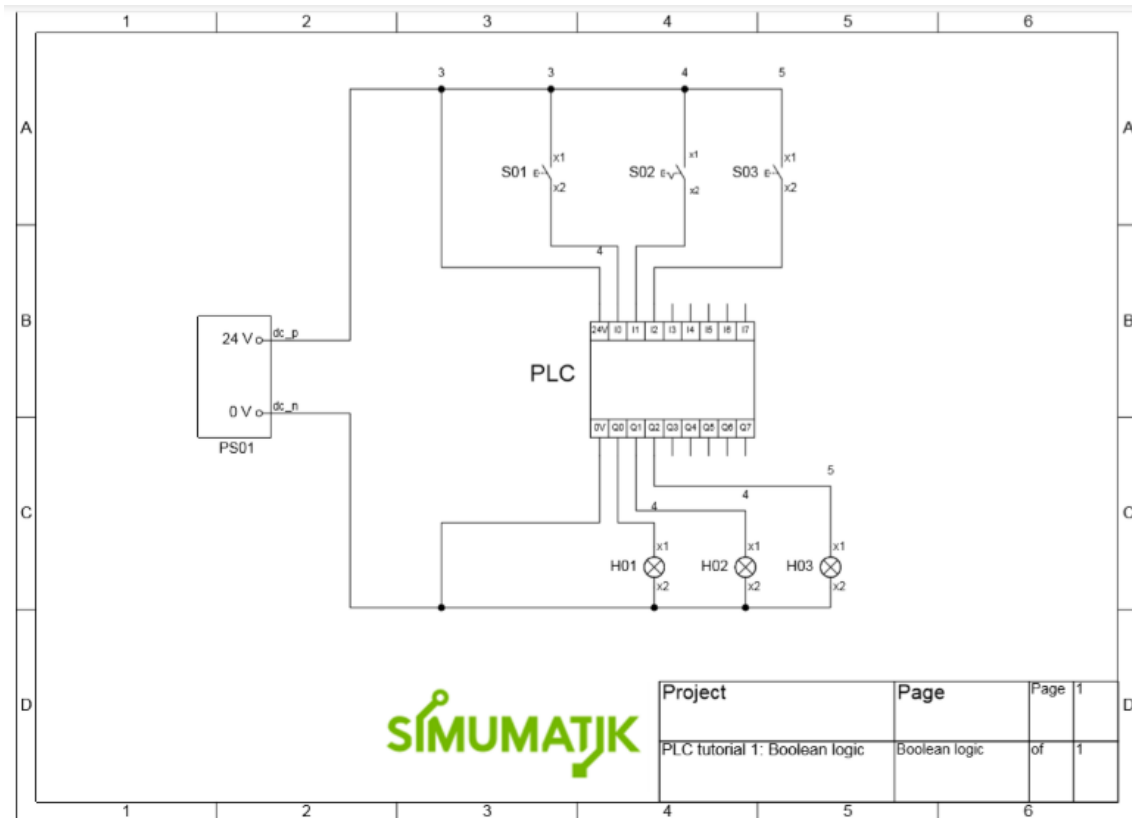 1 2 3 4 5 6
3 3 4 5
A A
x1 x1 x1
S01 S02 S03
x2 x2 x2
4
B B
24V I0 I1 I2 I3 I4 I5 I6 I7
24 V dc_p
PLC
0 V dc_n
0V Q0 Q1 Q2 Q3 Q4 Q5 Q6 Q7
PS01
5
4
4
C C
x1 x1 x1
H01 H02 H03
x2 x2 x2
D D
SIMUMATIK
Project Page Page 1
PLC tutorial 1: Boolean logic Boolean logic of 1
1 2 3 4 5 6